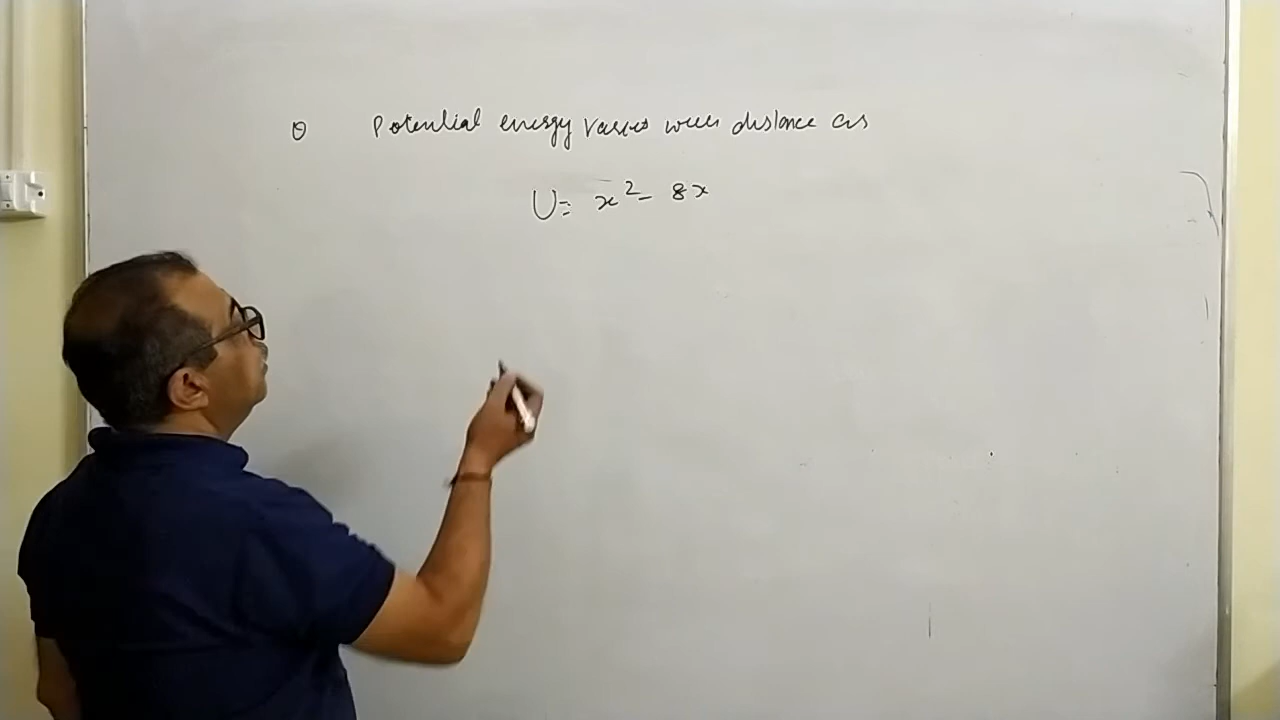 Q Potential energy varies with distance as
U = x² - 8x